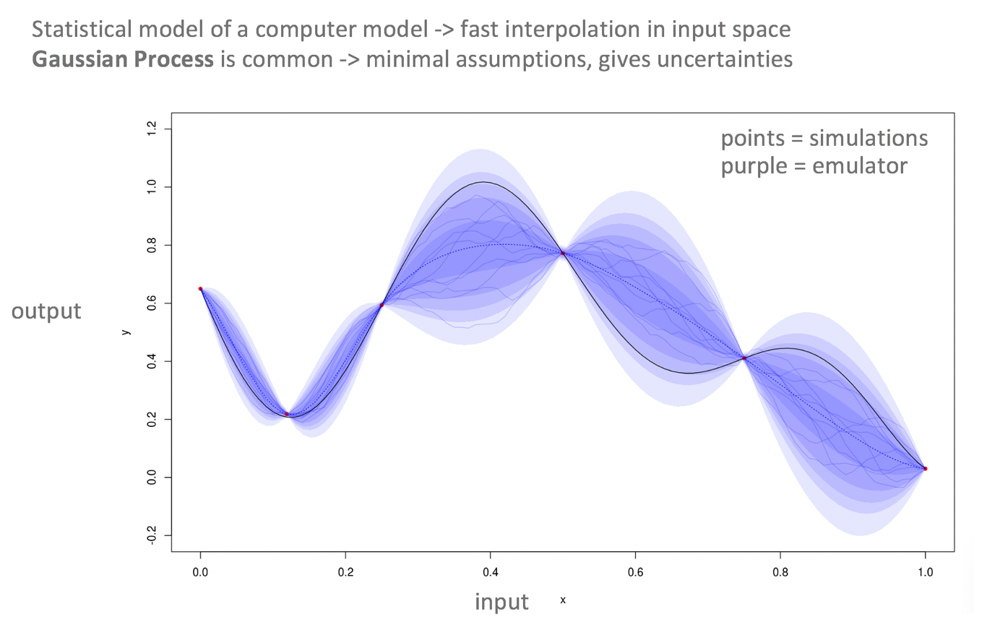 Statistical model of a computer model -> fast interpolation in input space
Gaussian Process is common -> minimal assumptions, gives uncertainties
points = simulations
purple = emulator
1.2
1.0
0.8
0.6
0.4
0.2
0.0
-0.2
output
y
0.0 0.2 0.4 0.6 0.8 1.0
input x